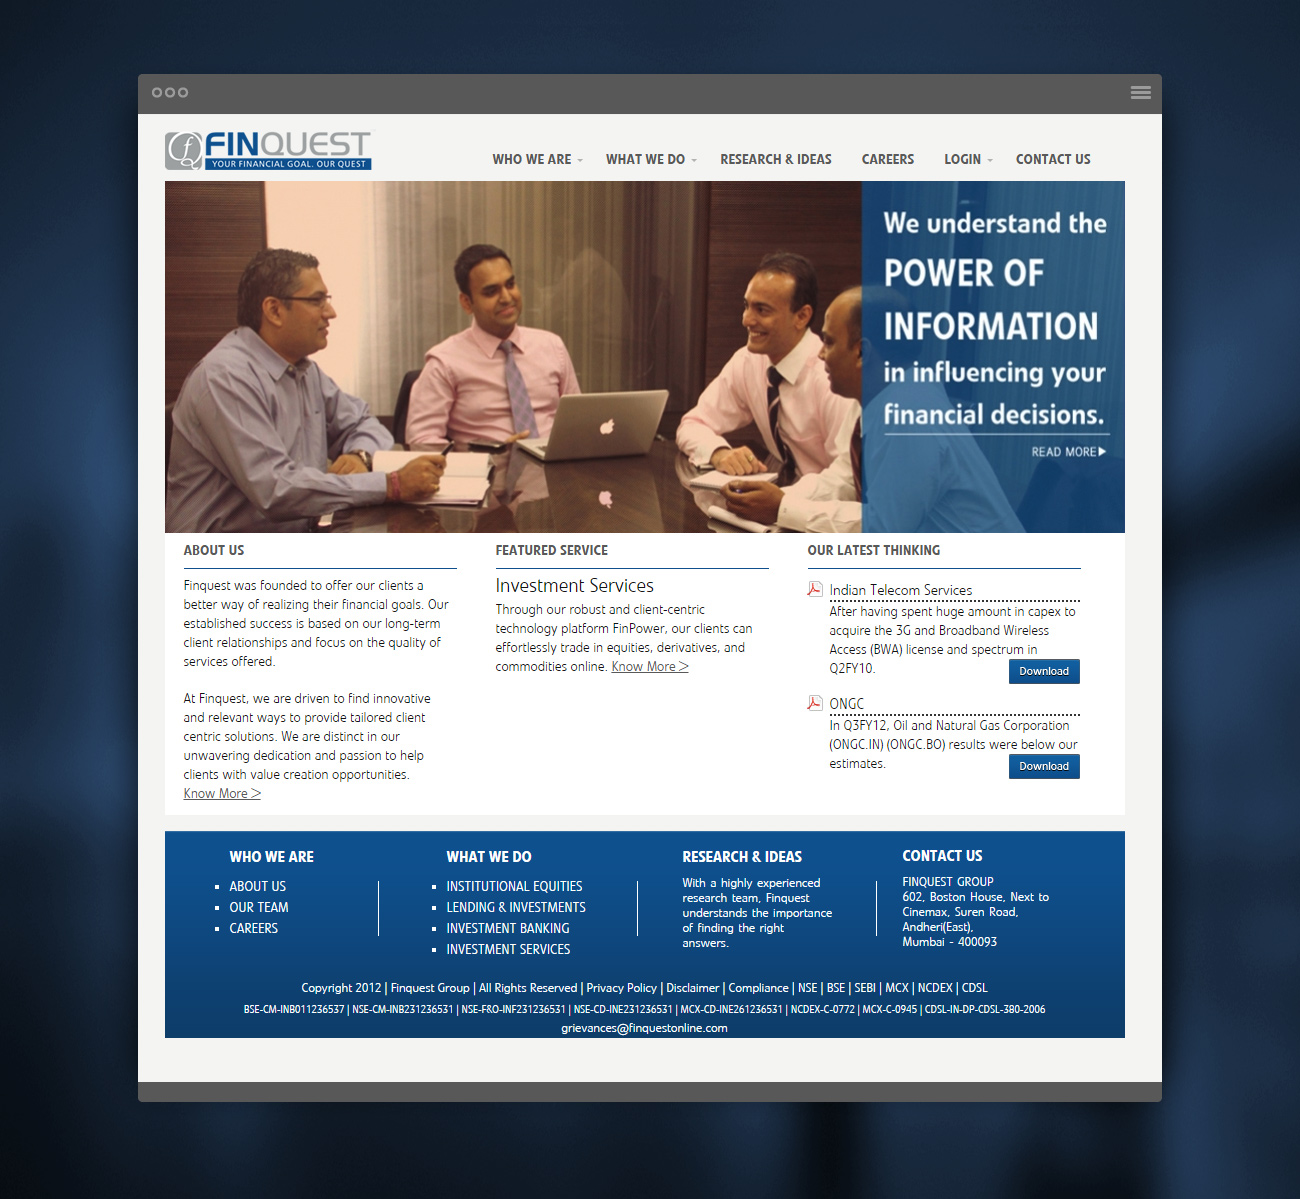 FINQUEST
YOUR FINANCIAL GOAL. OUR QUEST
WHO WE ARE
WHAT WE DO
RESEARCH & IDEAS
CAREERS
LOGIN
CONTACT US
We understand the
POWER OF
INFORMATION
in influencing your
financial decisions.
READ MORE
ABOUT US
Finquest was founded to offer our clients a
better way of realizing their financial goals. Our
established success is based on our long-term
client relationships and focus on the quality of
services offered.
At Finquest, we are driven to find innovative
and relevant ways to provide tailored client
centric solutions. We are distinct in our
unwavering dedication and passion to help
clients with value creation opportunities.
Know More >
FEATURED SERVICE
Investment Services
Through our robust and client-centric
technology platform FinPower, our clients can
effortlessly trade in equities, derivatives, and
commodities online. Know More >
OUR LATEST THINKING
Indian Telecom Services
After having spent huge amount in capex to
acquire the 3G and Broadband Wireless
Access (BWA) license and spectrum in
Q2FY10.
Download
ONGC
In Q3FY12, Oil and Natural Gas Corporation
(ONGC.IN) (ONGC.BO) results were below our
estimates.
Download
WHO WE ARE
ABOUT US
OUR TEAM
CAREERS
WHAT WE DO
INSTITUTIONAL EQUITIES
LENDING & INVESTMENTS
INVESTMENT BANKING
INVESTMENT SERVICES
RESEARCH & IDEAS
With a highly experienced
research team, Finquest
understands the importance
of finding the right
answers.
CONTACT US
FINQUEST GROUP
602, Boston House, Next to
Cinemax, Suren Road,
Andheri(East),
Mumbai - 400093
Copyright 2012 | Finquest Group | All Rights Reserved | Privacy Policy | Disclaimer | Compliance | NSE | BSE | SEBI | MCX | NCDEX | CDSL
BSE-CM-INB011236537 | NSE-CM-INB231236531 | NSE-F&O-INF231236531 | NSE-CD-INE231236531 | MCX-CD-INE261236531 | NCDEX-C-0772 | MCX-C-0945 | CDSL-IN-DP-CDSL-380-2006
grievances@finquestonline.com